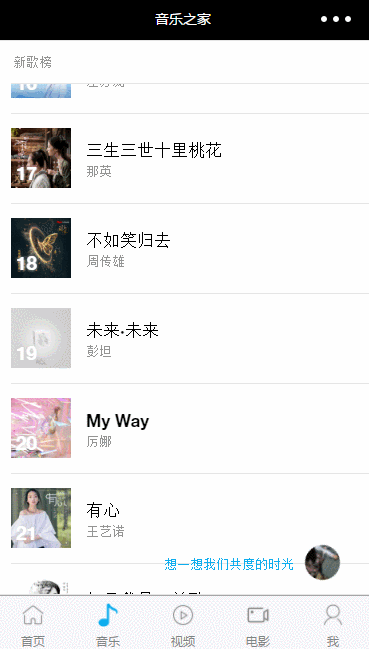 音乐之家
新歌榜
16
17
三生三世十里桃花
那英
18
不如笑归去
周传雄
19
未来·未来
彭坦
20
My Way
厉娜
21
有心
王艺诺
想一想我们共度的时光
首页
音乐
视频
电影
我